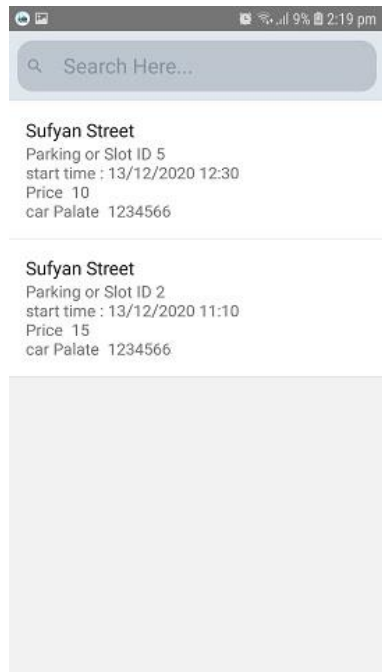 9% 2:19 pm
Search Here...
Sufyan Street
Parking or Slot ID 5
start time : 13/12/2020 12:30
Price 10
car Palate 1234566
Sufyan Street
Parking or Slot ID 2
start time : 13/12/2020 11:10
Price 15
car Palate 1234566